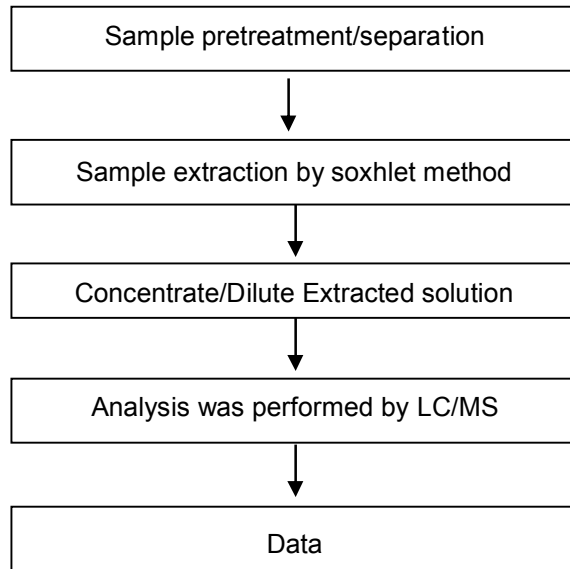 Sample pretreatment/separation
Sample extraction by soxhlet method
Concentrate/Dilute Extracted solution
Analysis was performed by LC/MS
Data